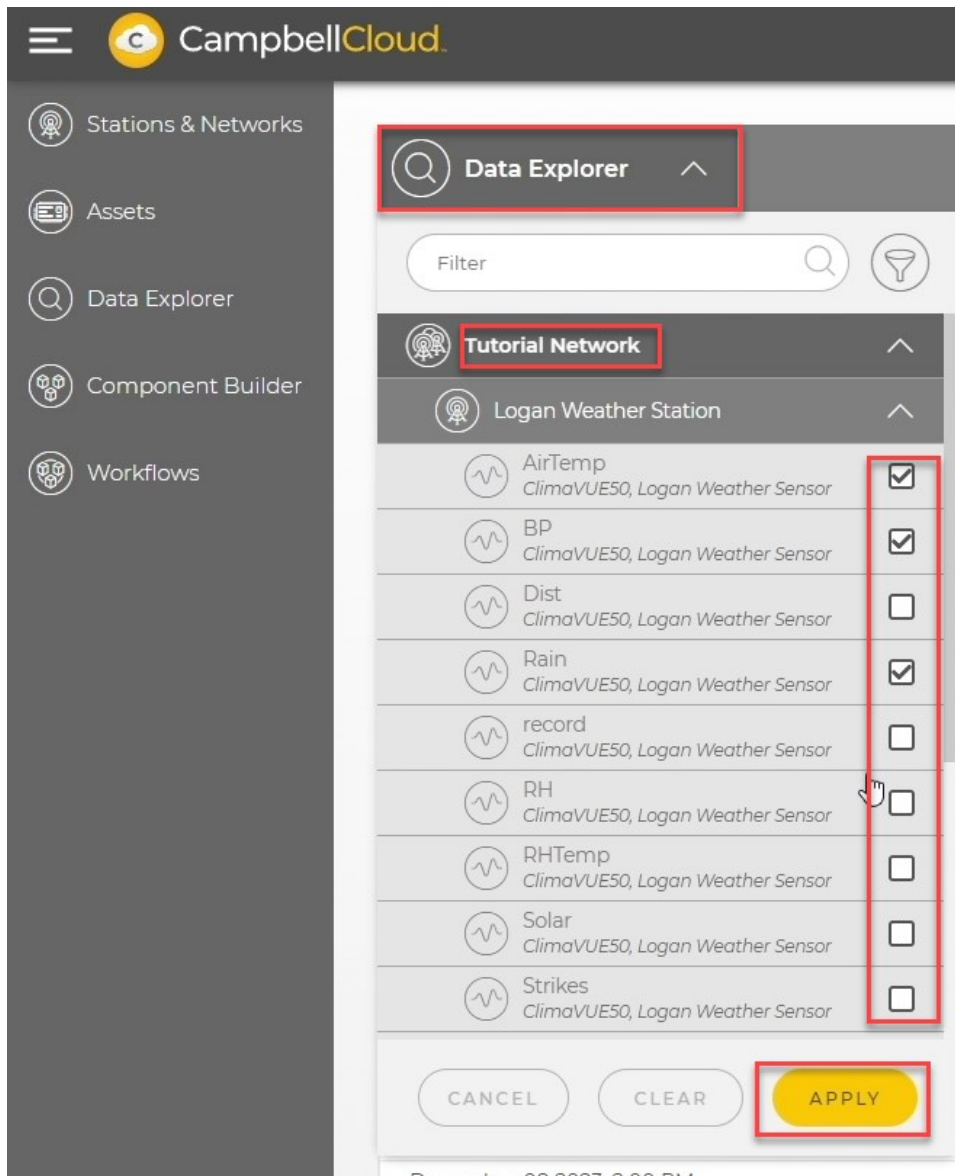 CampbellCloud™
Stations & Networks
Assets
Data Explorer
Component Builder
Workflows
Data Explorer
Filter
Tutorial Network
Logan Weather Station
AirTemp
ClimaVUE50, Logan Weather Sensor
BP
ClimaVUE50, Logan Weather Sensor
Dist
ClimaVUE50, Logan Weather Sensor
Rain
ClimaVUE50, Logan Weather Sensor
record
ClimaVUE50, Logan Weather Sensor
RH
ClimaVUE50, Logan Weather Sensor
RHTemp
ClimaVUE50, Logan Weather Sensor
Solar
ClimaVUE50, Logan Weather Sensor
Strikes
ClimaVUE50, Logan Weather Sensor
CANCEL
CLEAR
APPLY